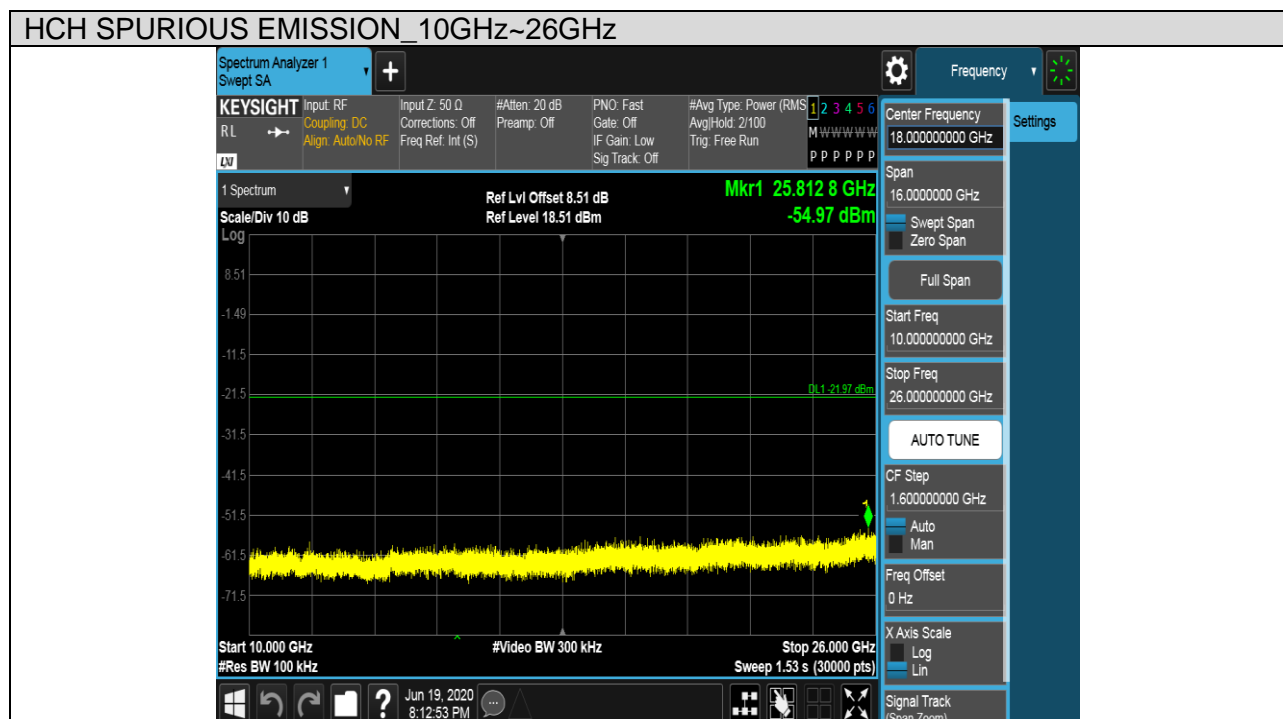 HCH SPURIOUS EMISSION_10GHz~26GHz
Spectrum Analyzer 1
Swept SA
+
Frequency
KEYSIGHT
RL
LXI
Input: RF
Coupling: DC
Align: Auto/No RF
Input Z: 50 Ω
Corrections: Off
Freq Ref: Int (S)
#Atten: 20 dB
Preamp: Off
PNO: Fast
Gate: Off
IF Gain: Low
Sig Track: Off
#Avg Type: Power (RMS
Avg|Hold: 2/100
Trig: Free Run
1 2 3 4 5 6
M W W W W W
P P P P P P
Center Frequency
18.000000000 GHz
Settings
1 Spectrum
Ref Lvl Offset 8.51 dB
Mkr1 25.812 8 GHz
Scale/Div 10 dB
Ref Level 18.51 dBm
-54.97 dBm
Log
8.51
-1.49
-11.5
-21.5
DL1 -21.97 dBm
-31.5
-41.5
-51.5
1
-61.5
-71.5
Start 10.000 GHz
#Video BW 300 kHz
Stop 26.000 GHz
#Res BW 100 kHz
Sweep 1.53 s (30000 pts)
Span
16.0000000 GHz
Swept Span
Zero Span
Full Span
Start Freq
10.000000000 GHz
Stop Freq
26.000000000 GHz
AUTO TUNE
CF Step
1.600000000 GHz
Auto
Man
Freq Offset
0 Hz
X Axis Scale
Log
Lin
Signal Track
(Span Zoom)
?
Jun 19, 2020
8:12:53 PM